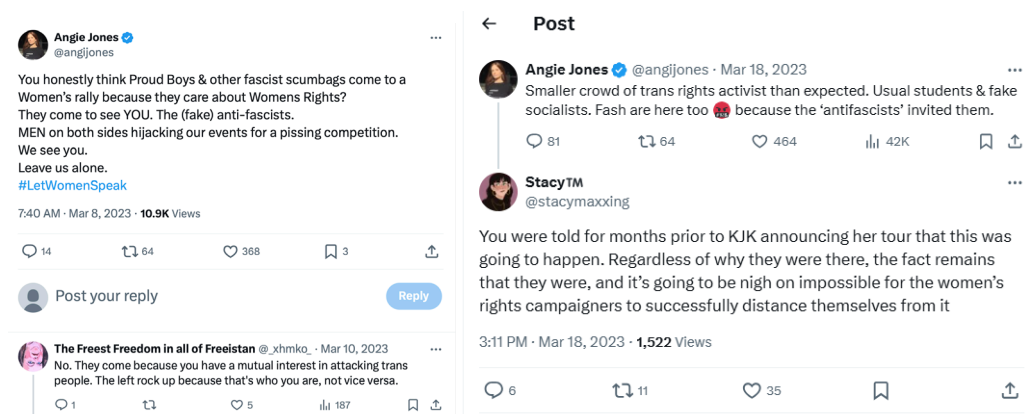 Angie Jones
@angijones
You honestly think Proud Boys & other fascist scumbags come to a
Women's rally because they care about Womens Rights?
They come to see YOU. The (fake) anti-fascists.
MEN on both sides hijacking our events for a pissing competition.
We see you.
Leave us alone.
#LetWomenSpeak
7:40 AM · Mar 8, 2023 · 10.9K Views
14 64 368 3
Post your reply
Reply
The Freest Freedom in all of Freeistan @_xhmko_ · Mar 10, 2023
No. They come because you have a mutual interest in attacking trans
people. The left rock up because that's who you are, not vice versa.
1 5 187
Post
Angie Jones @angijones · Mar 18, 2023
Smaller crowd of trans rights activist than expected. Usual students & fake
socialists. Fash are here too 🤬 because the 'antifascists' invited them.
81 64 464 42K
Stacy™
@stacymaxxing
You were told for months prior to KJK announcing her tour that this was
going to happen. Regardless of why they were there, the fact remains
that they were, and it's going to be nigh on impossible for the women's
rights campaigners to successfully distance themselves from it
3:11 PM · Mar 18, 2023 · 1,522 Views
6 11 35